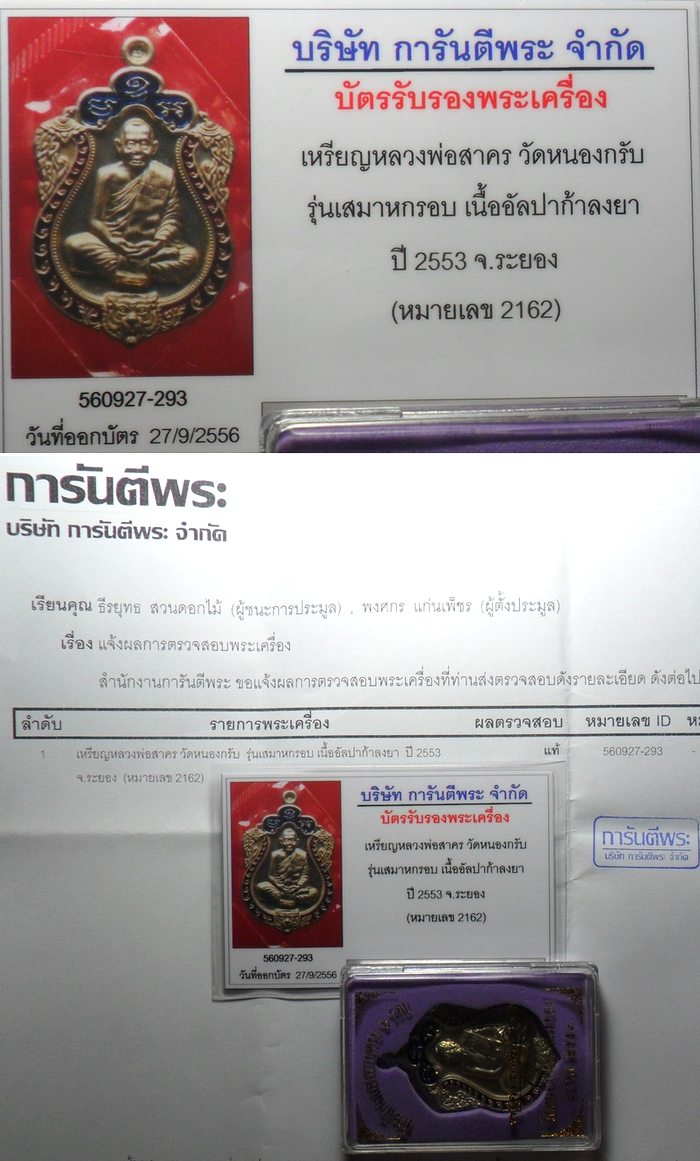 บริษัท การันตีพระ จำกัด
บัตรรับรองพระเครื่อง
เหรียญหลวงพ่อสาคร วัดหนองกรับ
รุ่นเสมาหกรอบ เนื้ออัลปาก้าลงยา
ปี 2553 จ.ระยอง
(หมายเลข 2162)
560927-293
วันที่ออกบัตร 27/9/2556
การันตีพระ
บริษัท การันตีพระ จำกัด
เรียนคุณ ธีรยุทธ สวนดอกไม้ (ผู้ชนะการประมูล) , พงศกร แก่นเพ็ชร (ผู้ตั้งประมูล)
เรื่อง แจ้งผลการตรวจสอบพระเครื่อง
สำนักงานการันตีพระ ขอแจ้งผลการตรวจสอบพระเครื่องที่ท่านส่งตรวจสอบดังรายละเอียด ดังต่อไป
ลำดับ รายการพระเครื่อง ผลตรวจสอบ หมายเลข ID
1 เหรียญหลวงพ่อสาคร วัดหนองกรับ รุ่นเสมาหกรอบ เนื้ออัลปาก้าลงยา ปี 2553 แท้ 560927-293 -
จ.ระยอง (หมายเลข 2162)
บริษัท การันตีพระ จำกัด
บัตรรับรองพระเครื่อง
เหรียญหลวงพ่อสาคร วัดหนองกรับ
รุ่นเสมาหกรอบ เนื้ออัลปาก้าลงยา
ปี 2553 จ.ระยอง
(หมายเลข 2162)
560927-293
วันที่ออกบัตร 27/9/2556
การันตีพระ
บริษัท การันตีพระ จำกัด